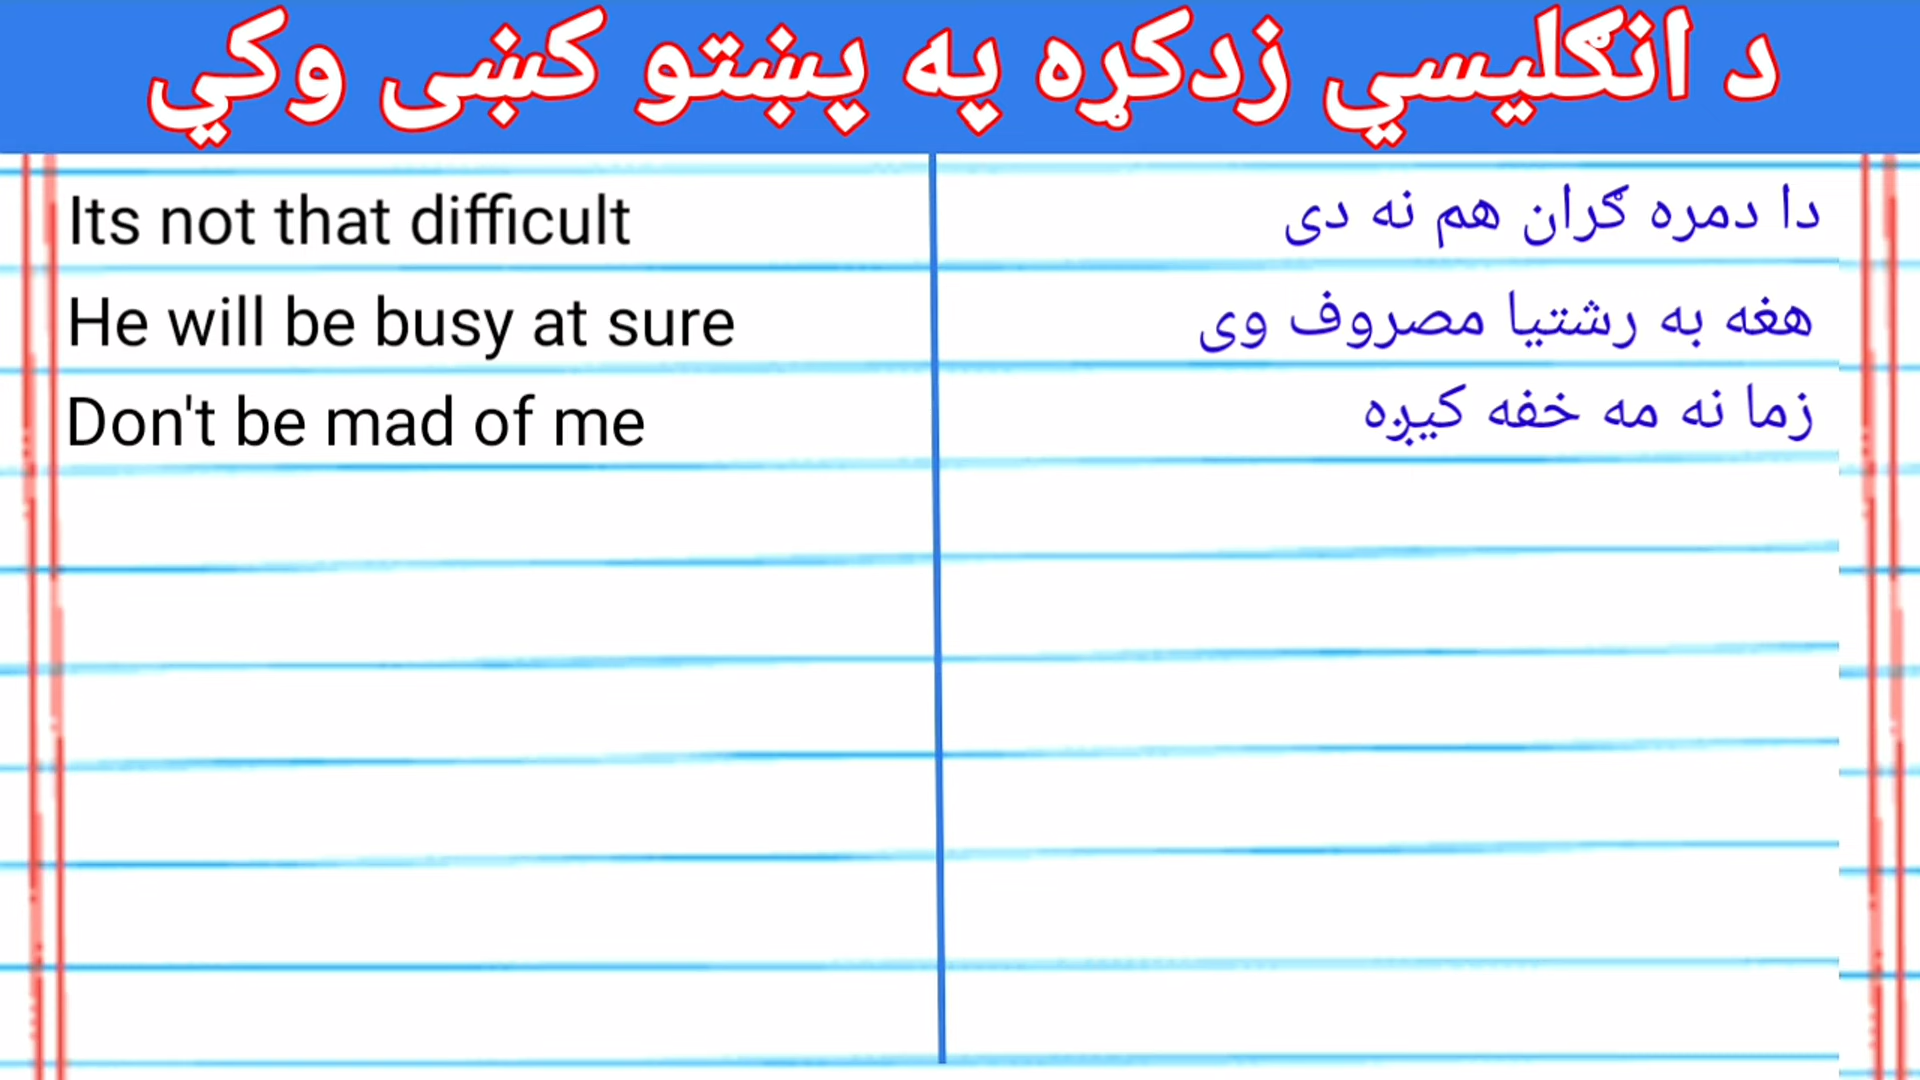 د انګلیسي زدکړه په پښتو کښی وکي
Its not that difficult
دا دمره ګران هم نه دی
He will be busy at sure
هغه به رشتیا مصروف وی
Don't be mad of me
زما نه مه خفه کیږه